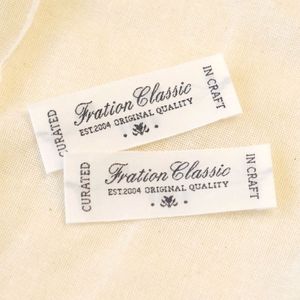 CURATED
Fration Classic
EST.2004 ORIGINAL QUALITY
IN CRAFT
CURATED
Fration Classic
EST.2004 ORIGINAL QUALITY
IN CRAFT